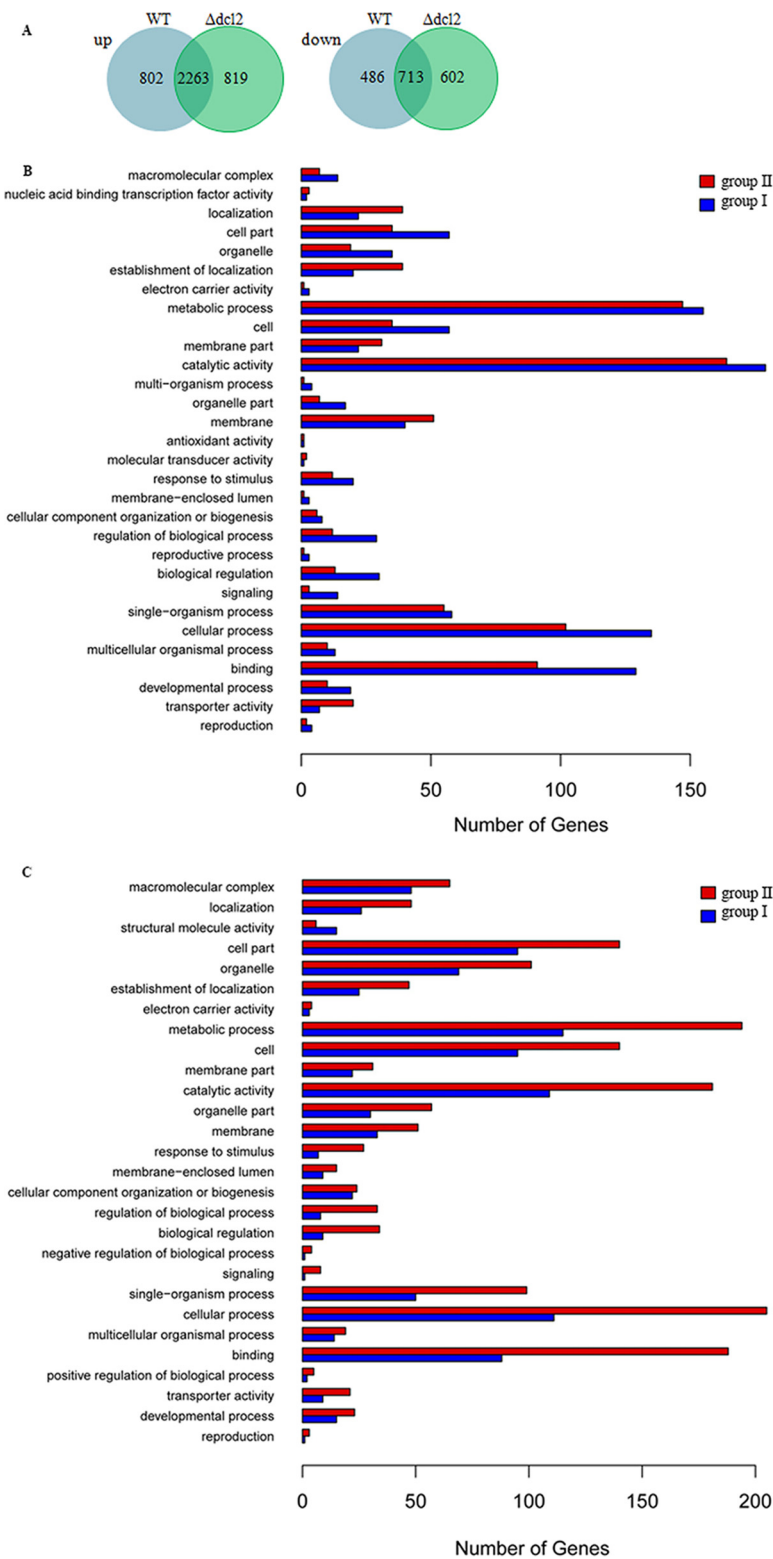 A
up
WT
Δdcl2
802
2263
819
down
WT
Δdcl2
486
713
602
B
macromolecular complex
nucleic acid binding transcription factor activity
localization
cell part
organelle
establishment of localization
electron carrier activity
metabolic process
cell
membrane part
catalytic activity
multi−organism process
organelle part
membrane
antioxidant activity
molecular transducer activity
response to stimulus
membrane−enclosed lumen
cellular component organization or biogenesis
regulation of biological process
reproductive process
biological regulation
signaling
single−organism process
cellular process
multicellular organismal process
binding
developmental process
transporter activity
reproduction
group II
group I
0
50
100
150
Number of Genes
C
macromolecular complex
localization
structural molecule activity
cell part
organelle
establishment of localization
electron carrier activity
metabolic process
cell
membrane part
catalytic activity
organelle part
membrane
response to stimulus
membrane−enclosed lumen
cellular component organization or biogenesis
regulation of biological process
biological regulation
negative regulation of biological process
signaling
single−organism process
cellular process
multicellular organismal process
binding
positive regulation of biological process
transporter activity
developmental process
reproduction
group II
group I
0
50
100
150
200
Number of Genes